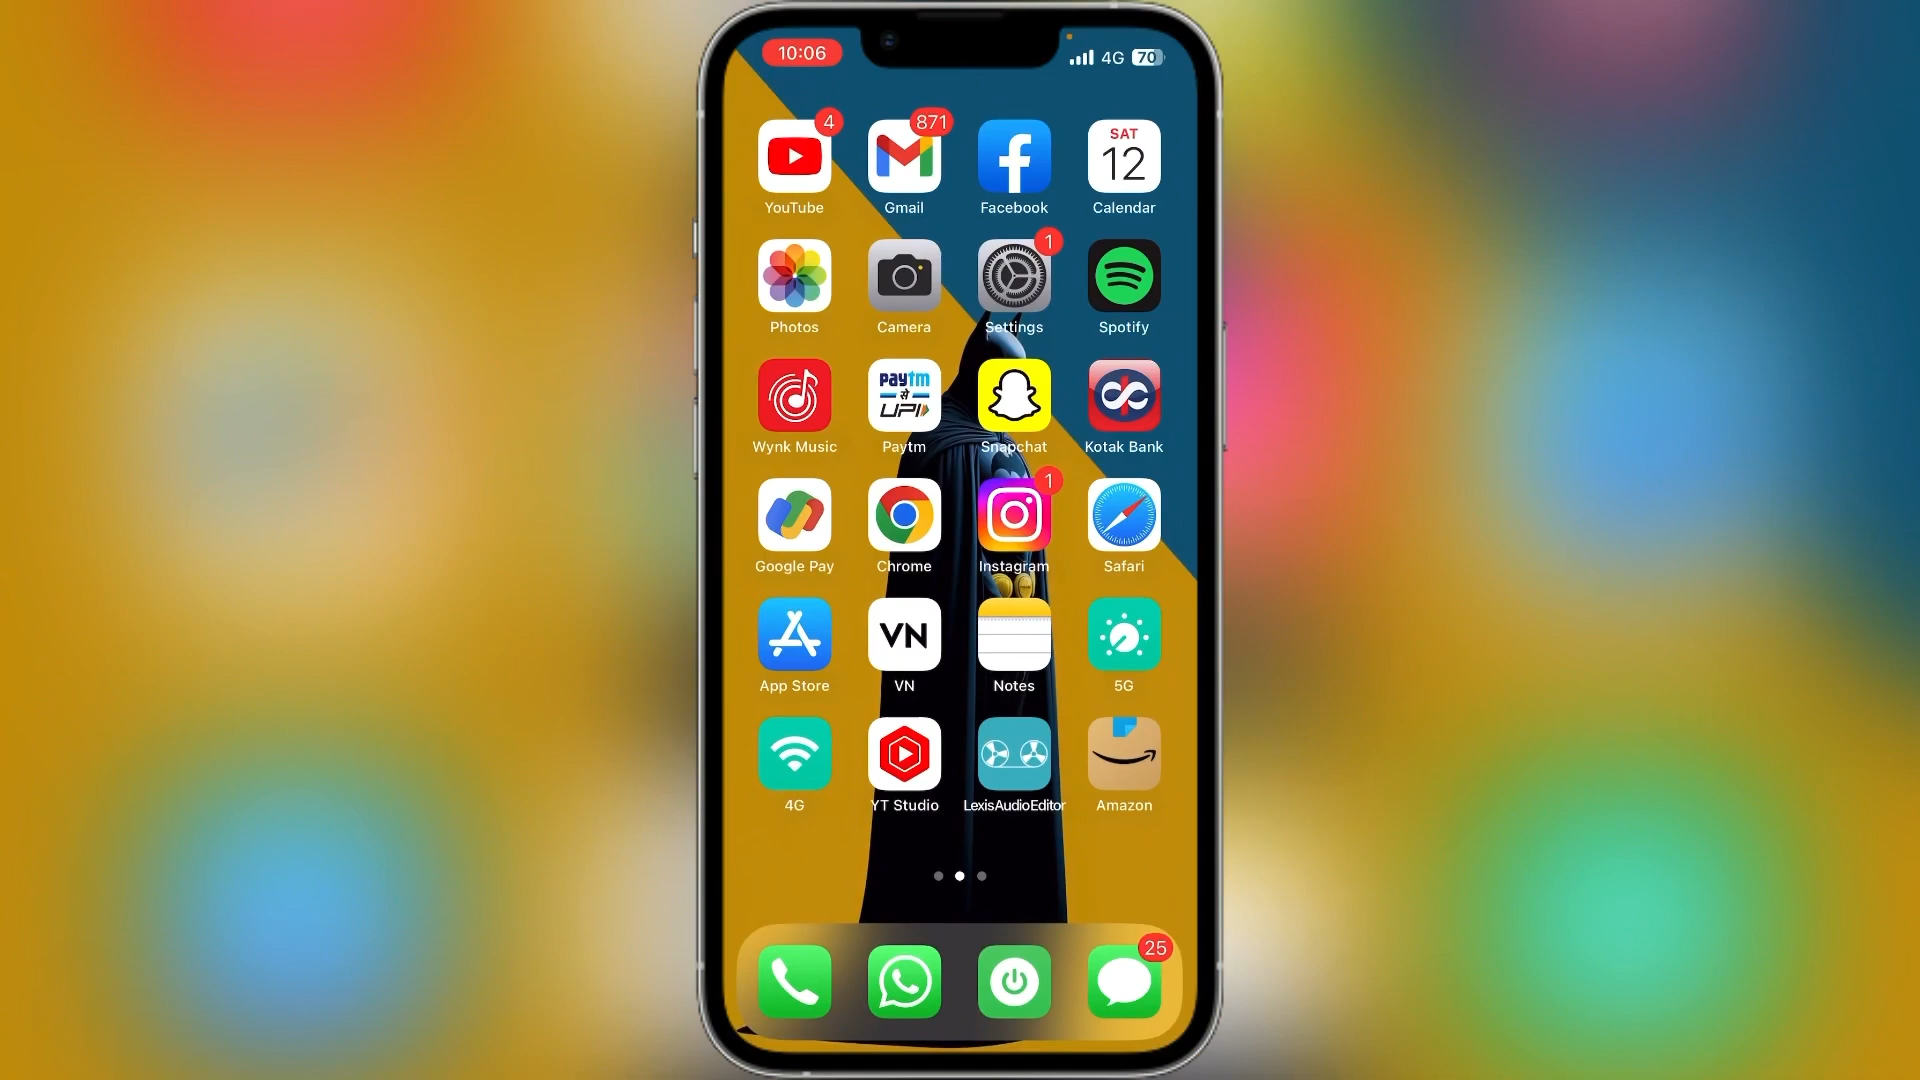 10:06 4G 70
4 871
SAT
12
YouTube Gmail Facebook Calendar
1
Photos Camera Settings Spotify
paytm
से
UPI
Wynk Music Paytm Snapchat Kotak Bank
1
Google Pay Chrome Instagram Safari
VN
App Store VN Notes 5G
4G YT Studio LexisAudioEditor Amazon
25